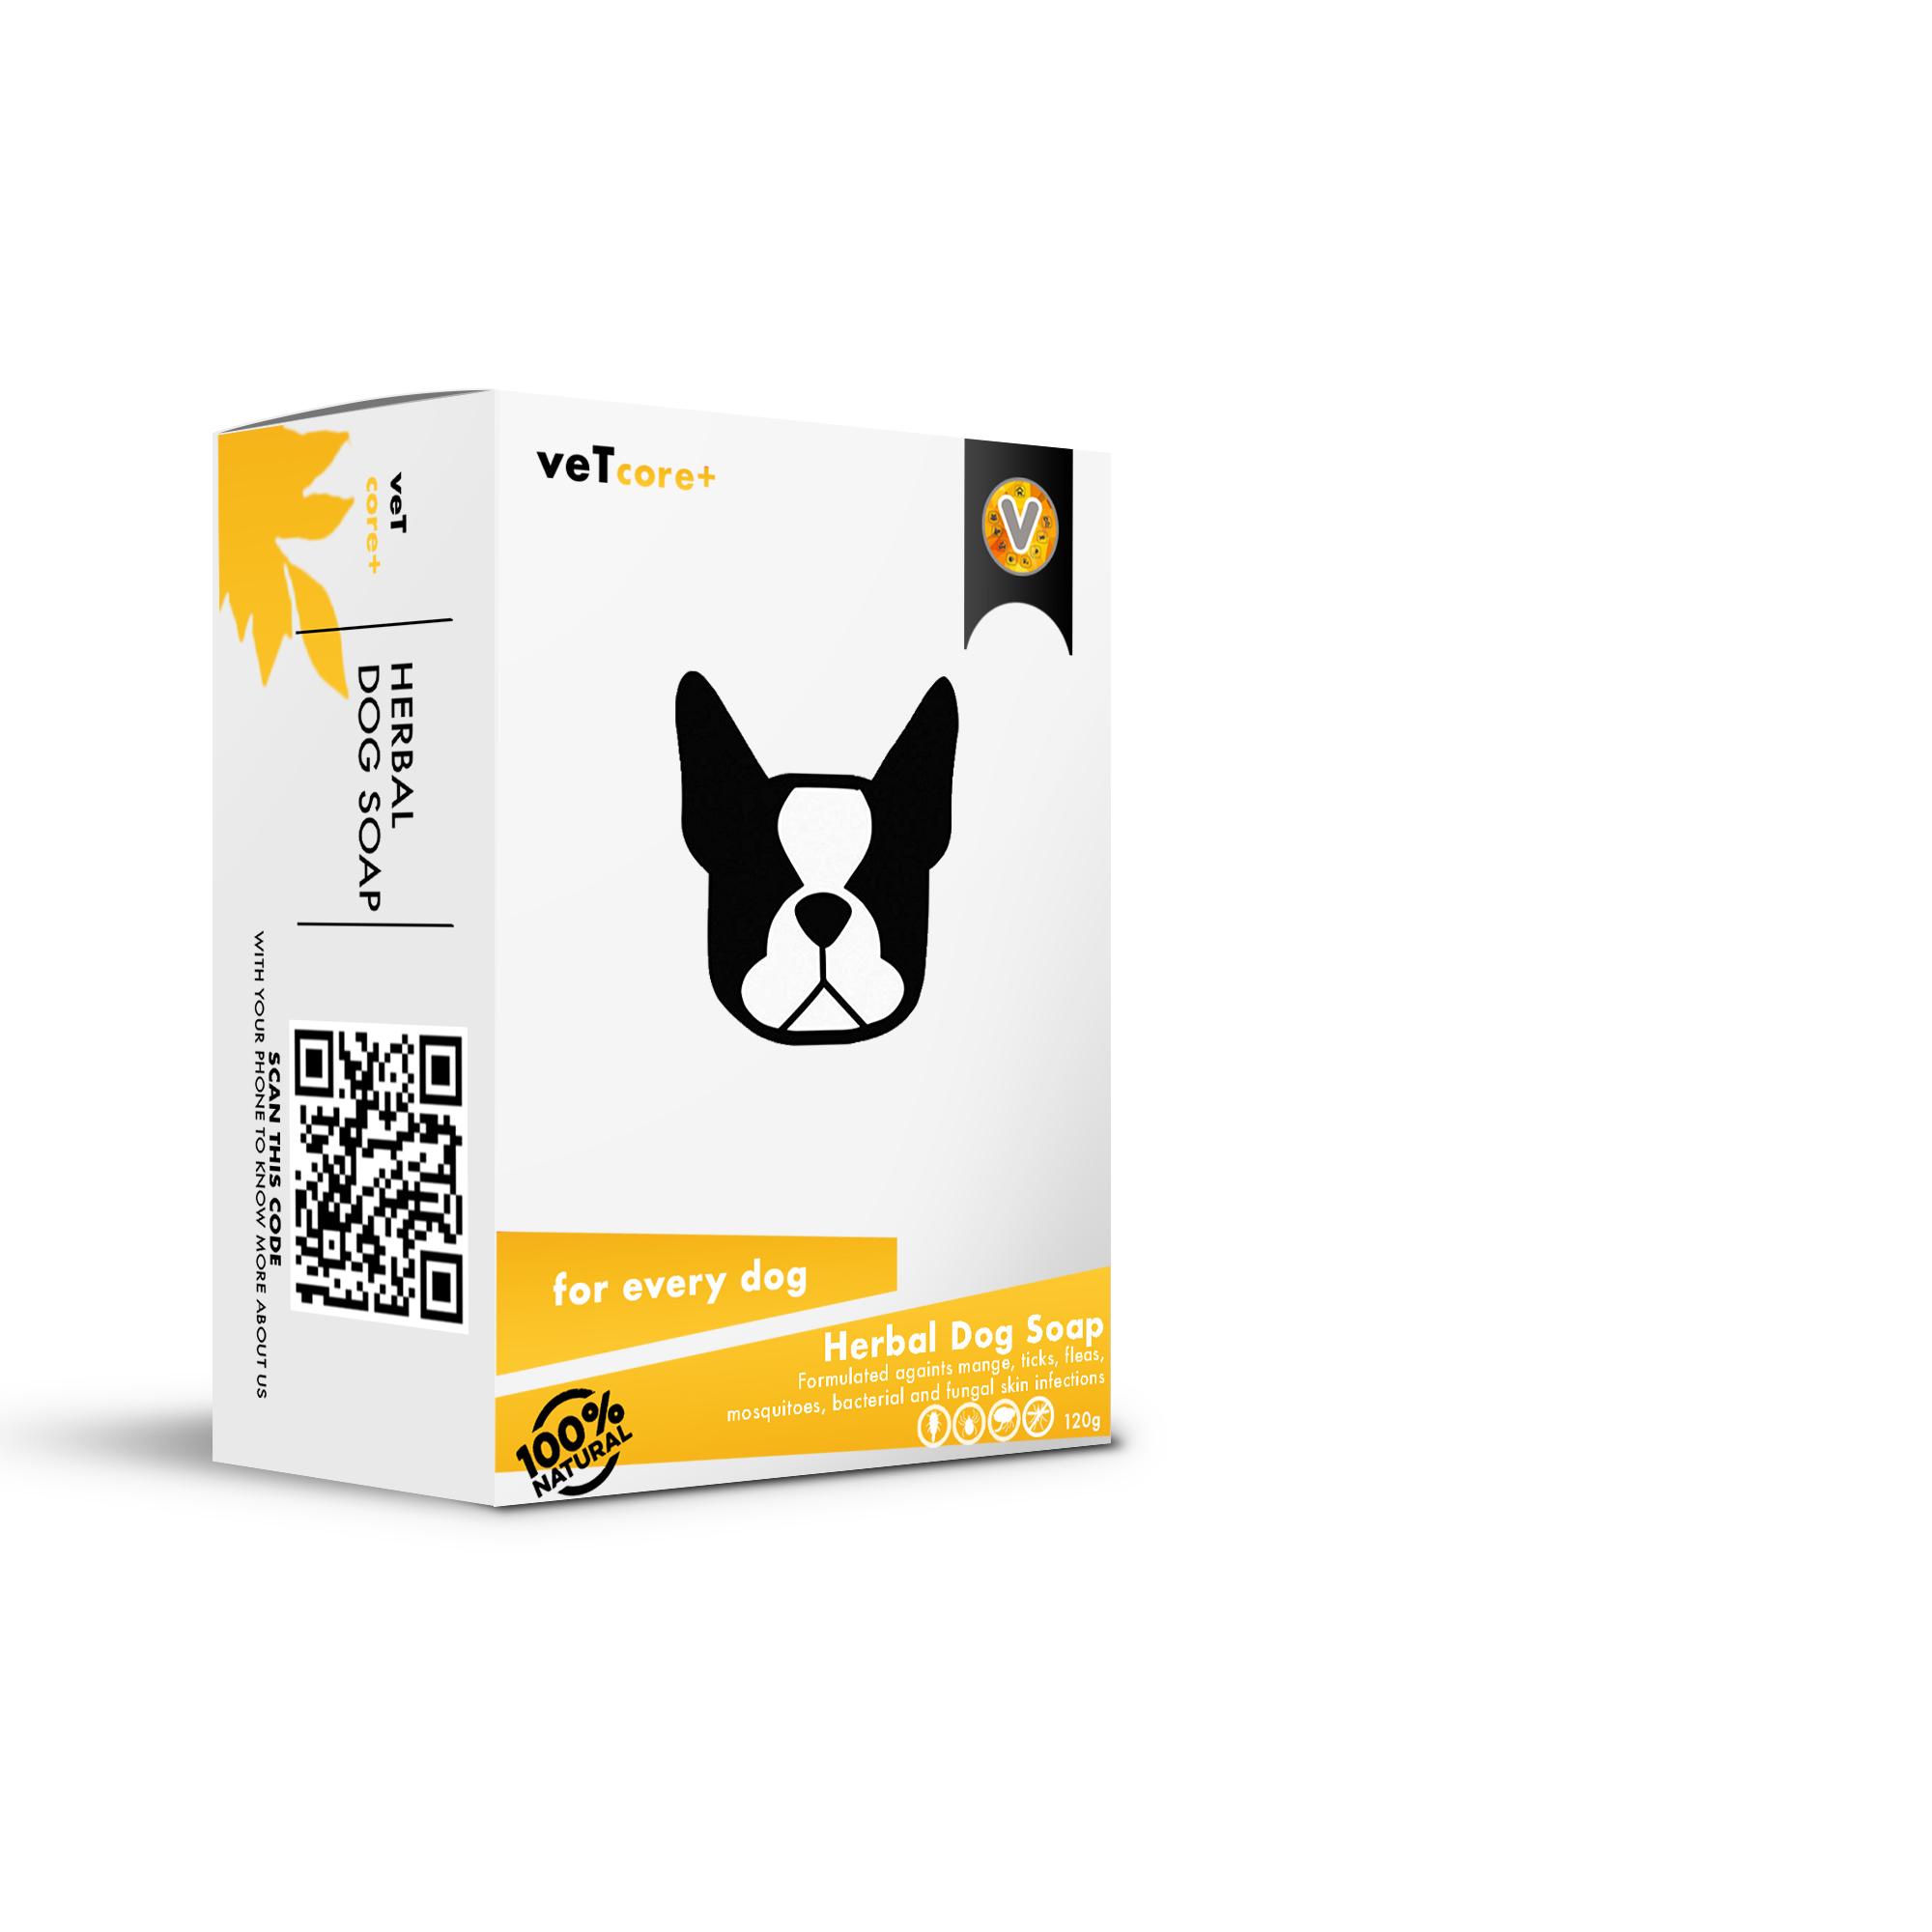 veT
core+
HERBAL
DOG SOAP
SCAN THIS CODE
WITH YOUR PHONE TO KNOW MORE ABOUT US
veTcore+
V
for every dog
Herbal Dog Soap
Formulated againts mange, ticks, fleas,
mosquitoes, bacterial and fungal skin infections
120g
100%
NATURAL